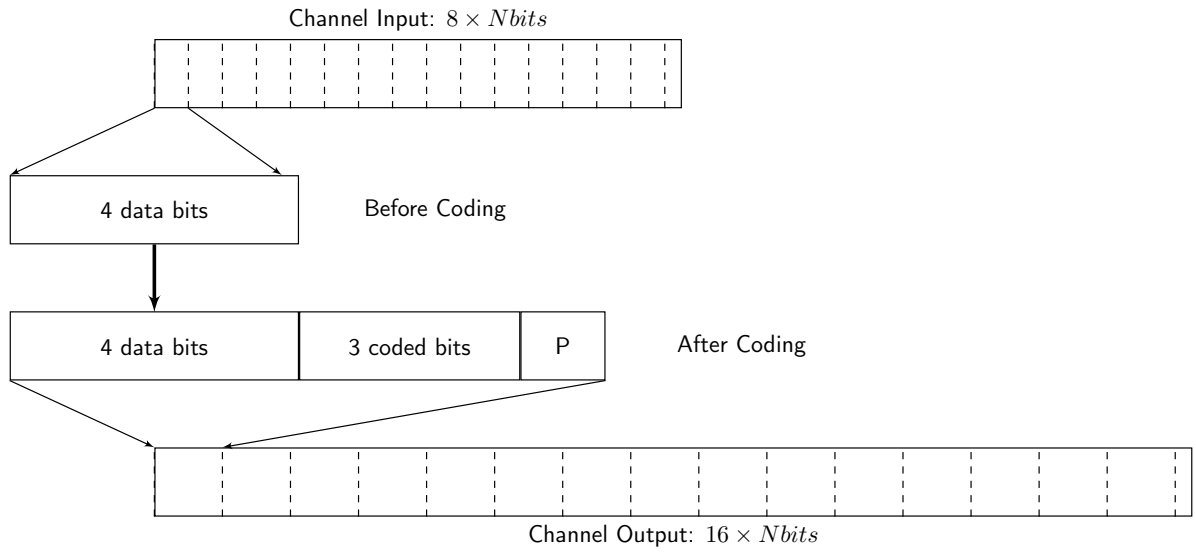 Channel Input: 8 × Nbits
4 data bits
Before Coding
4 data bits
3 coded bits
P
After Coding
Channel Output: 16 × Nbits